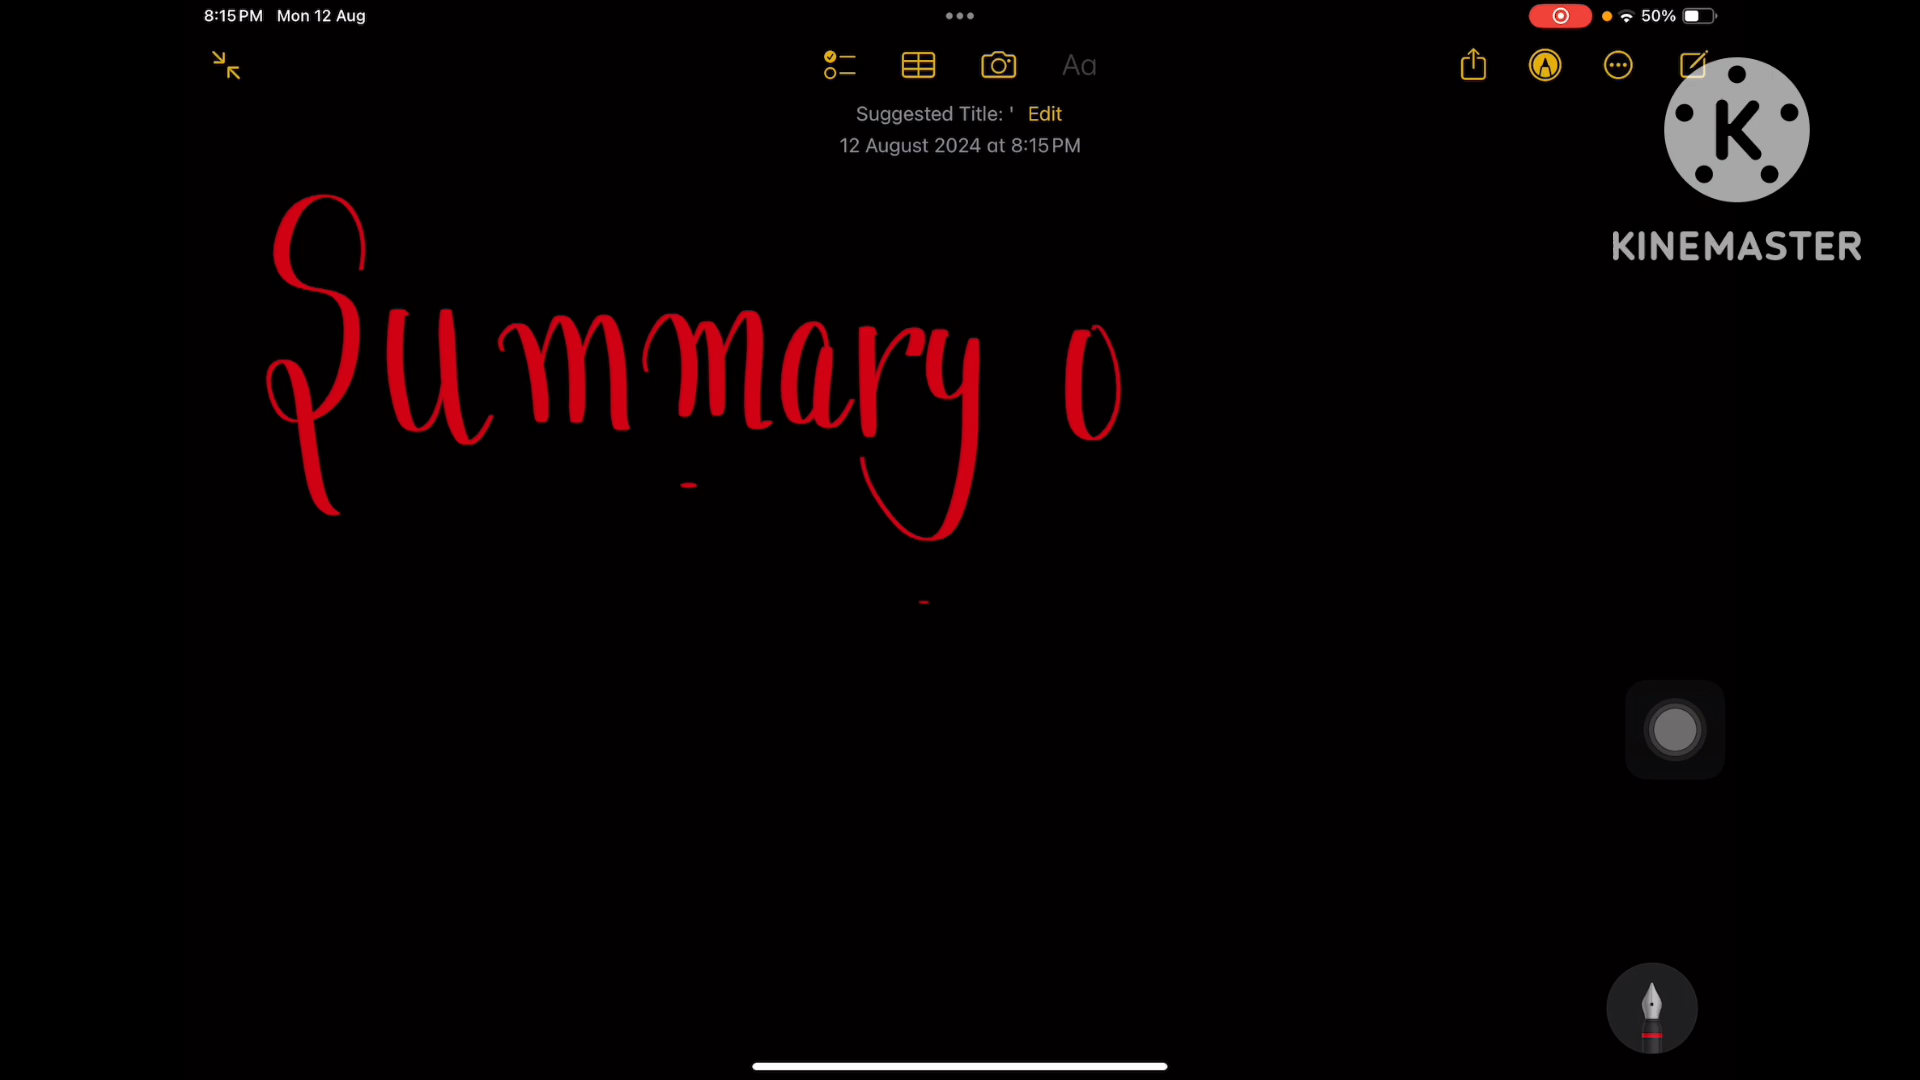 8:15 PM Mon 12 Aug
50%
Aa
Suggested Title: ' Edit
12 August 2024 at 8:15 PM
K
KINEMASTER
Summary o